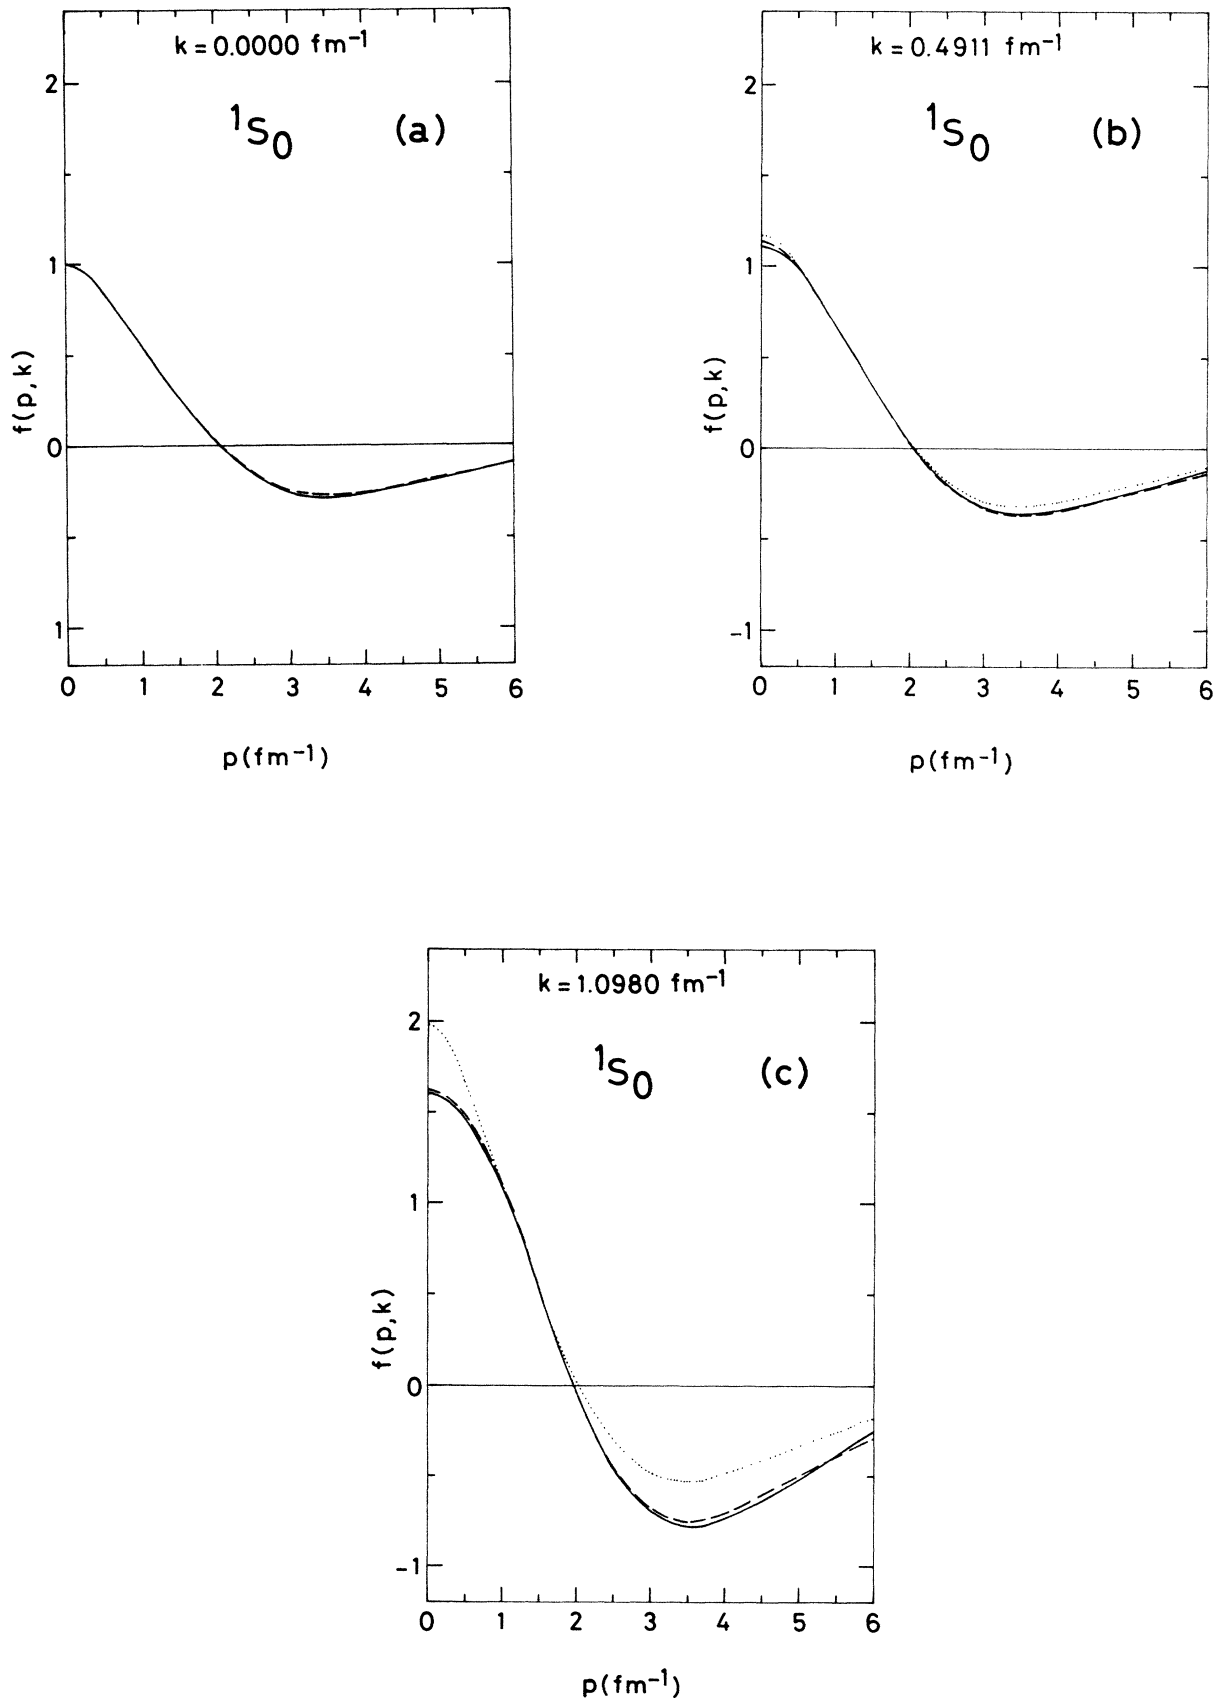 k = 0.0000 fm⁻¹
¹S₀ (a)
2
1
0
1
f(p,k)
0 1 2 3 4 5 6
p(fm⁻¹)
k = 0.4911 fm⁻¹
¹S₀ (b)
2
1
0
-1
f(p,k)
0 1 2 3 4 5 6
p(fm⁻¹)
k = 1.0980 fm⁻¹
¹S₀ (c)
2
1
0
-1
f(p,k)
0 1 2 3 4 5 6
p(fm⁻¹)